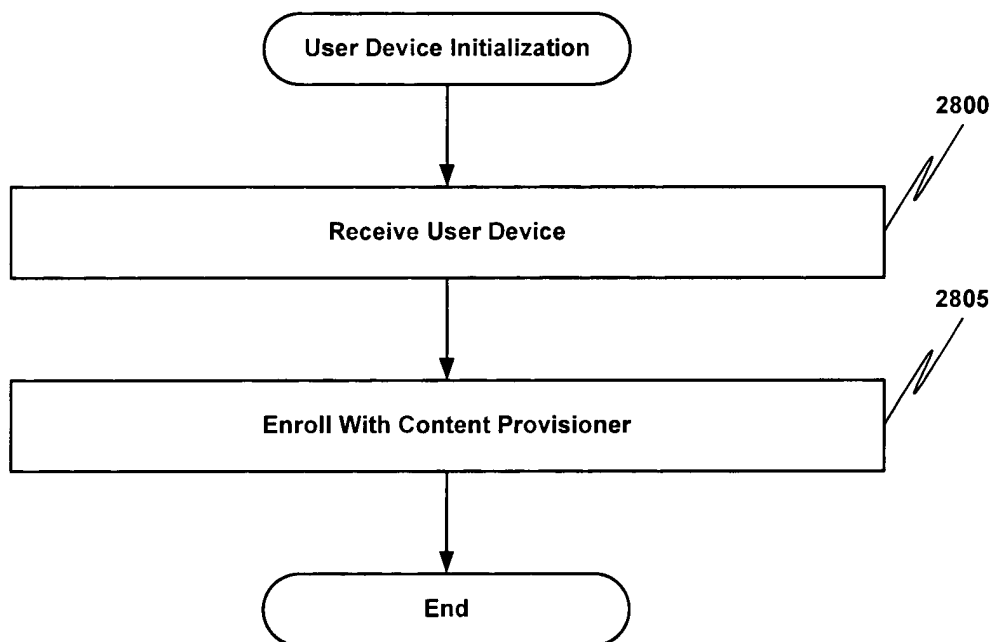 User Device Initialization
2800
Receive User Device
2805
Enroll With Content Provisioner
End